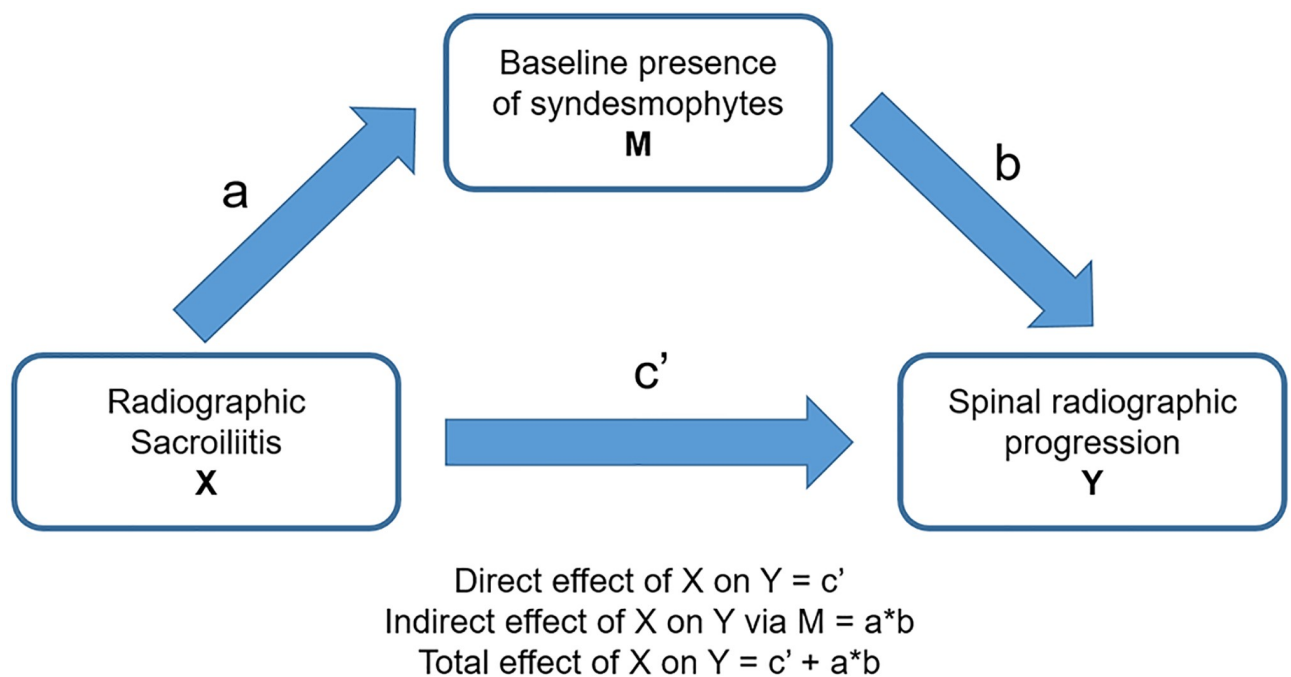 Baseline presence
of syndesmophytes
M
a
b
c’
Radiographic
Sacroiliitis
X
Spinal radiographic
progression
Y
Direct effect of X on Y = c’
Indirect effect of X on Y via M = a*b
Total effect of X on Y = c’ + a*b